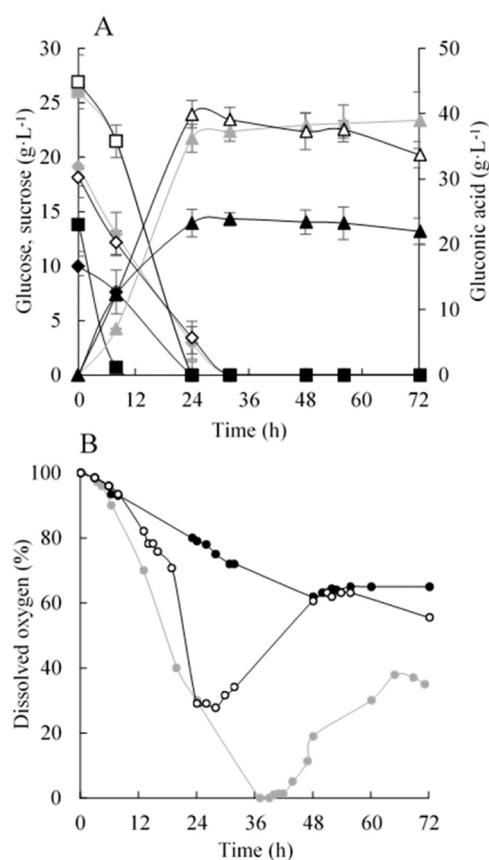 A
30
25
20
15
10
5
0
Glucose, sucrose (g·L-1)
50
40
30
20
10
0
Gluconic acid (g·L-1)
0 12 24 36 48 60 72
Time (h)
B
100
80
60
40
20
0
Dissolved oxygen (%)
0 12 24 36 48 60 72
Time (h)